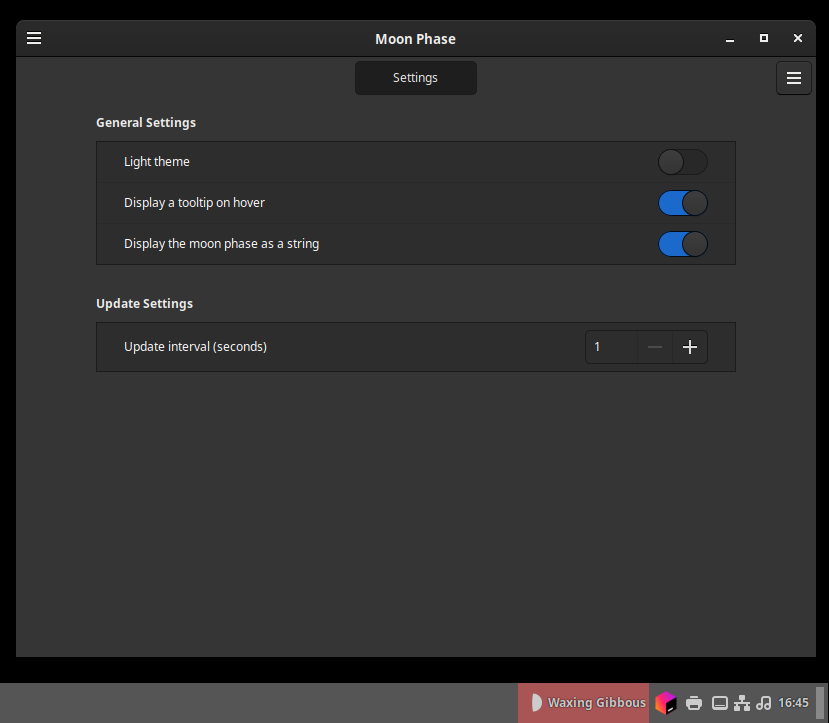 Moon Phase
Settings
General Settings
Light theme
Display a tooltip on hover
Display the moon phase as a string
Update Settings
Update interval (seconds)
1
Waxing Gibbous
16:45